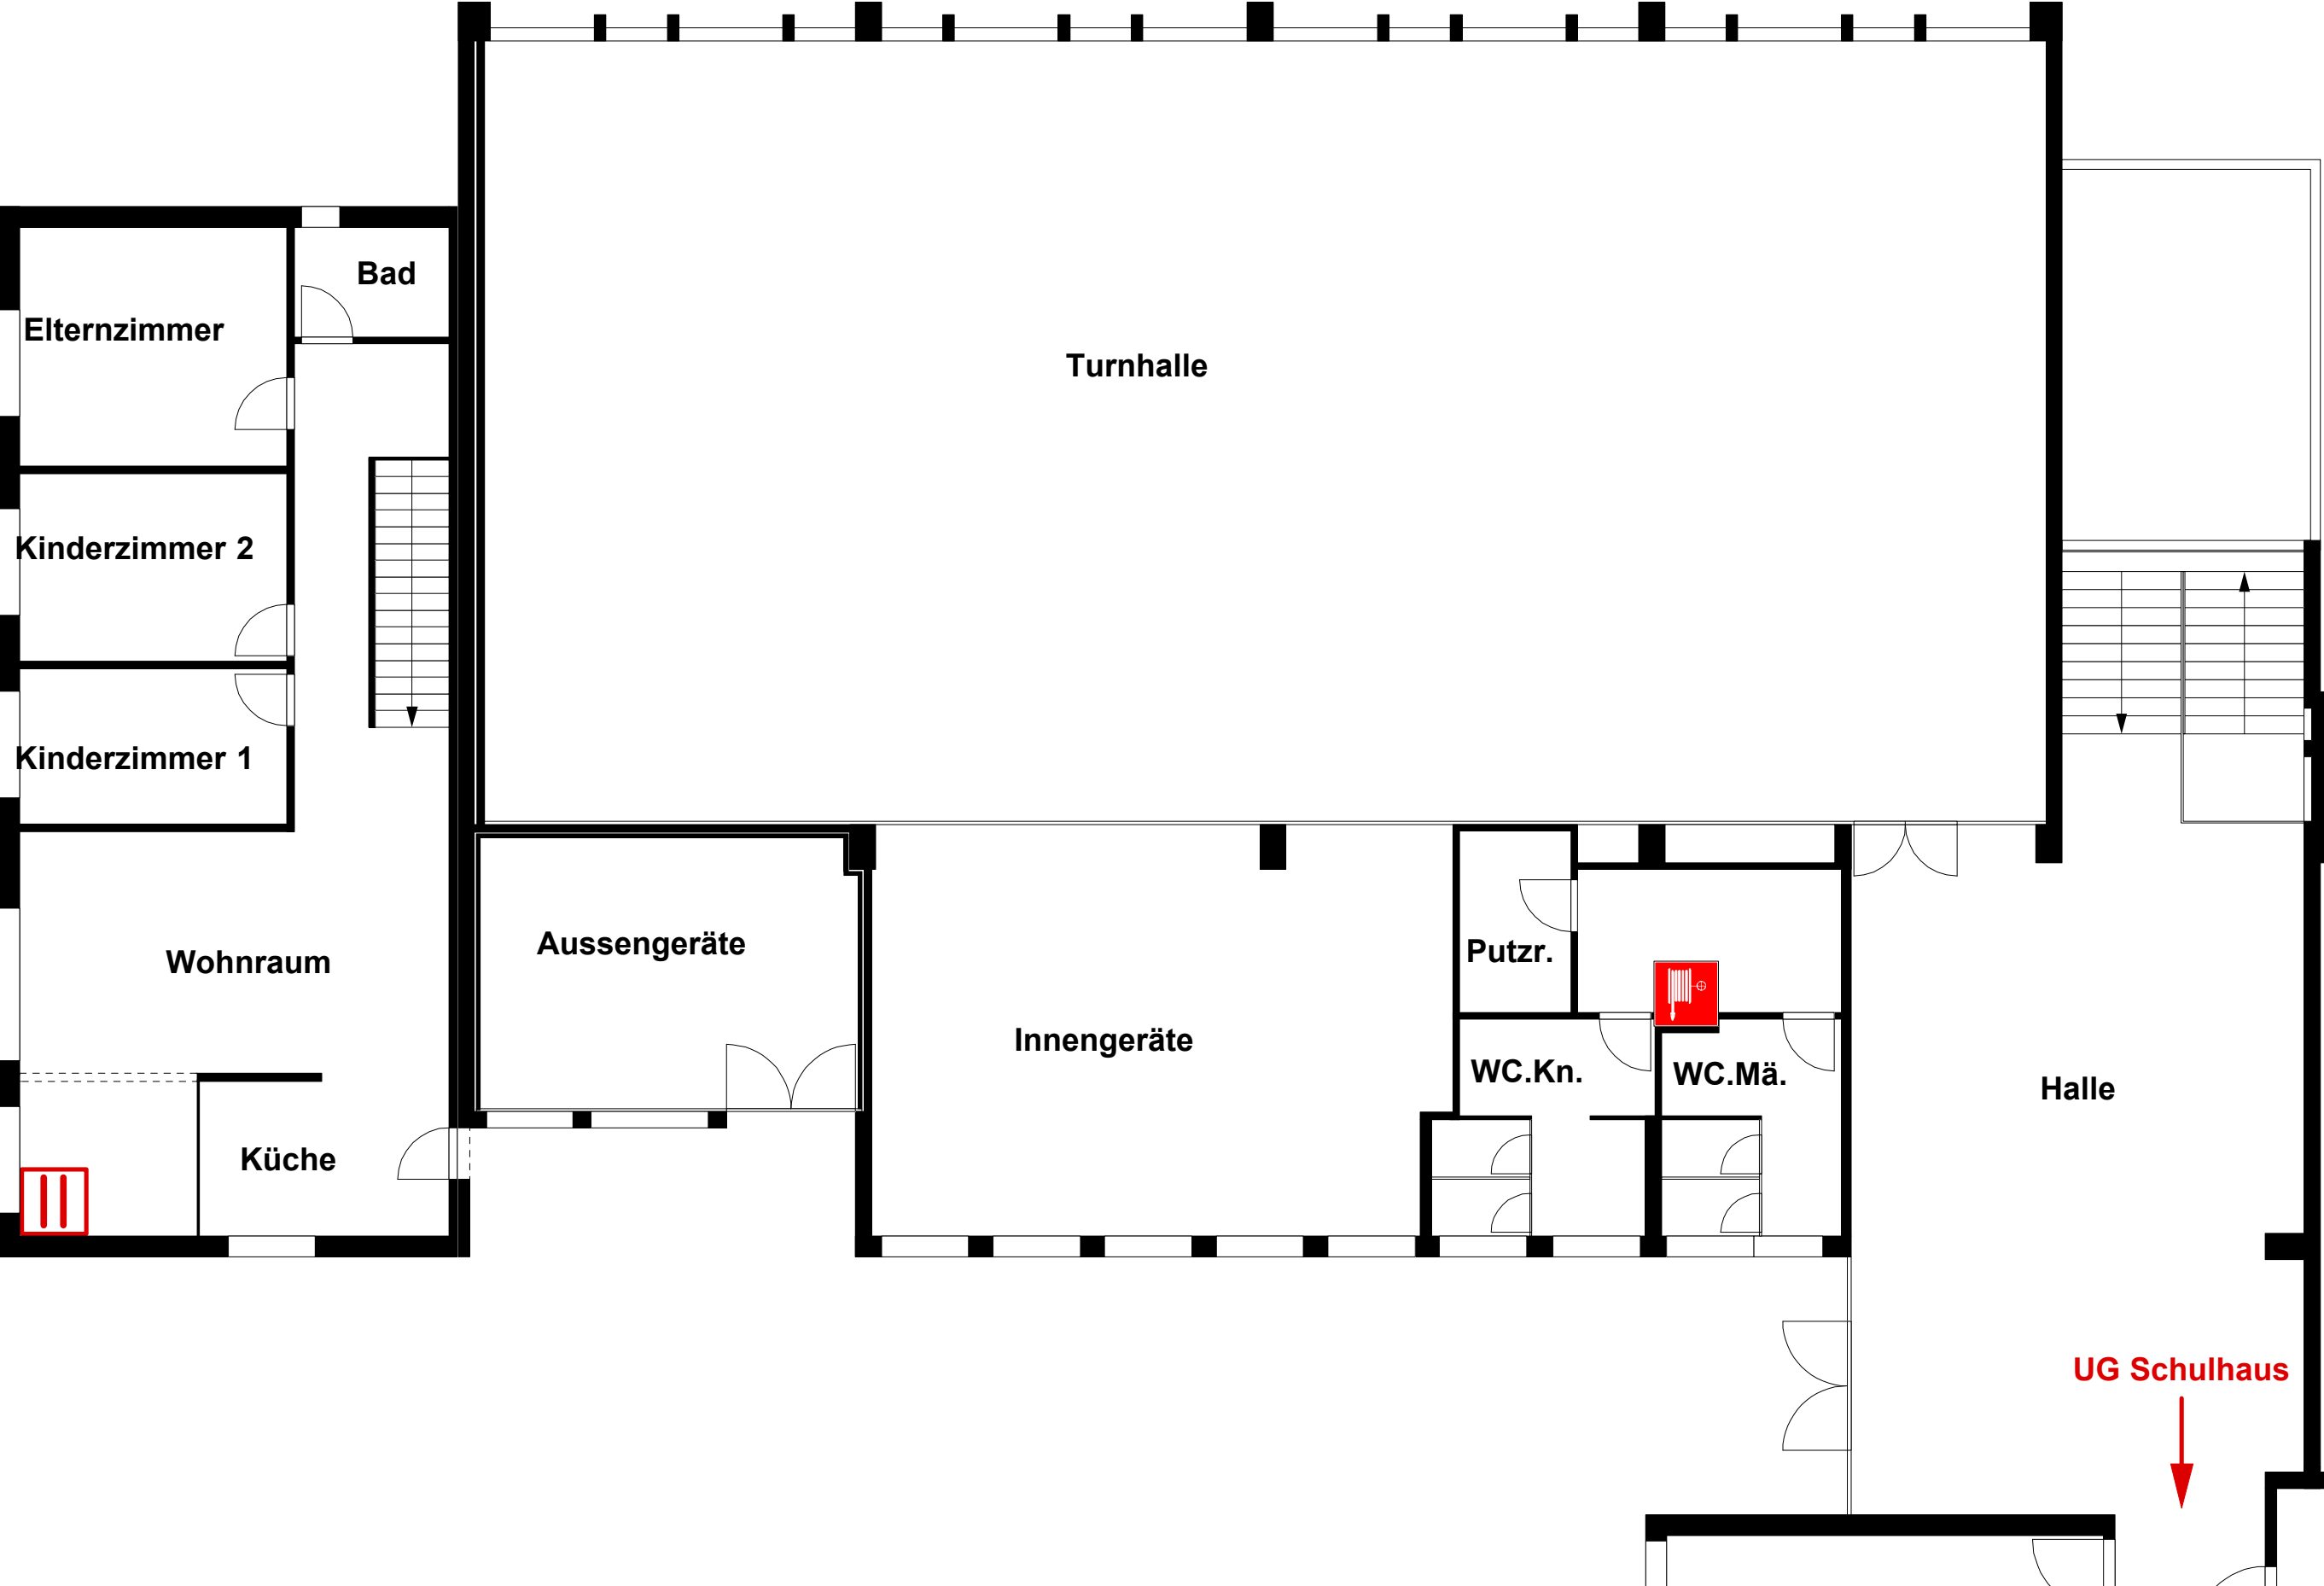 Bad
Elternzimmer
Turnhalle
Kinderzimmer 2
Kinderzimmer 1
Aussengeräte
Putzr.
Wohnraum
Innengeräte
WC.Kn.
WC.Mä.
Halle
Küche
UG Schulhaus